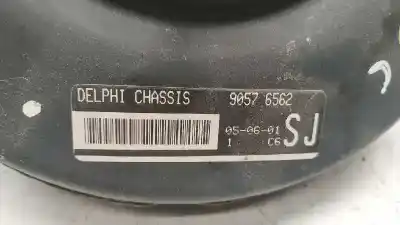 DELPHI CHASSIS 9057 6562
05-06-01 SJ
1 C6